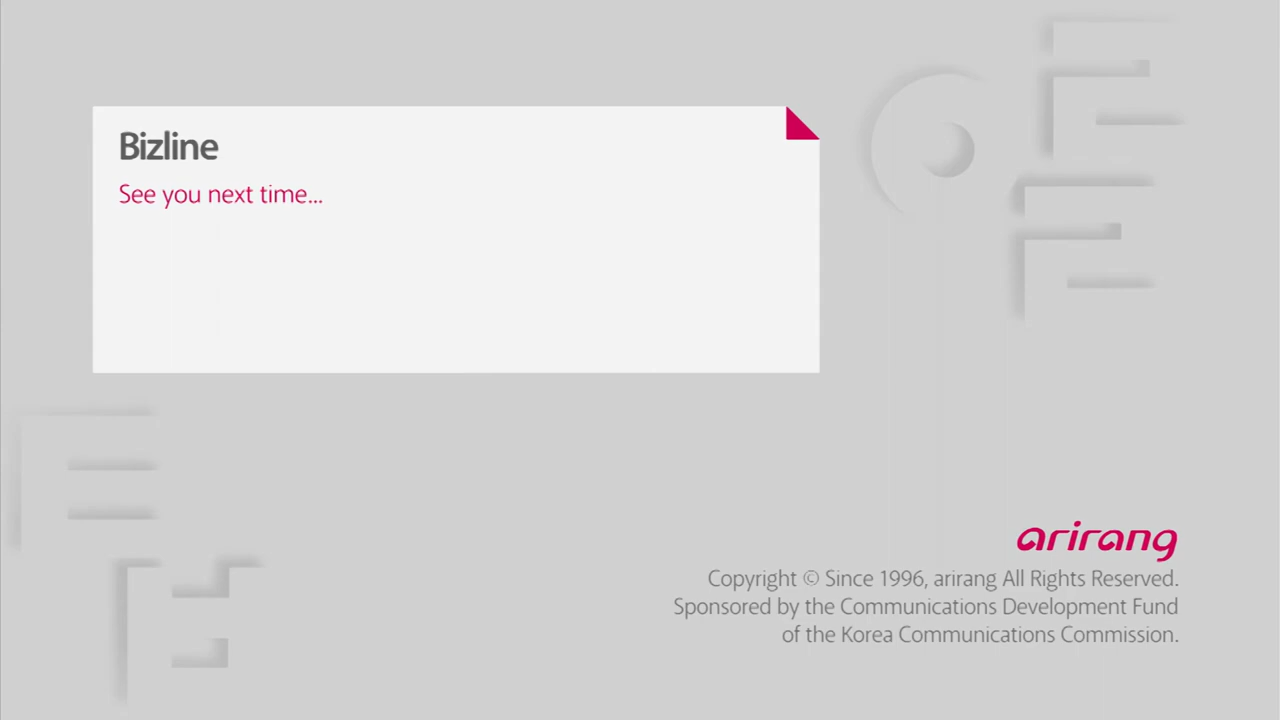 Bizline
See you next time...
arirang
Copyright © Since 1996, arirang All Rights Reserved.
Sponsored by the Communications Development Fund
of the Korea Communications Commission.